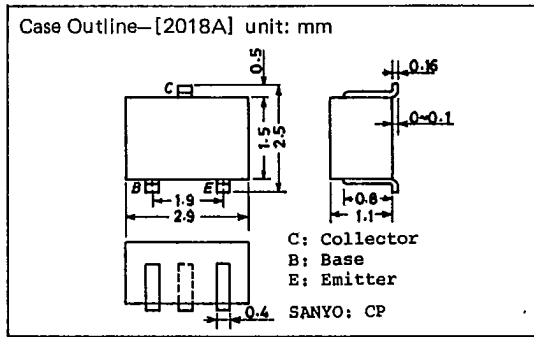 Case Outline—[2018A] unit: mm
C
0.5
1.5
2.5
B
E
1.9
2.9
0.16
0~0.1
0.8
1.1
C: Collector
B: Base
E: Emitter
0.4
SANYO: CP